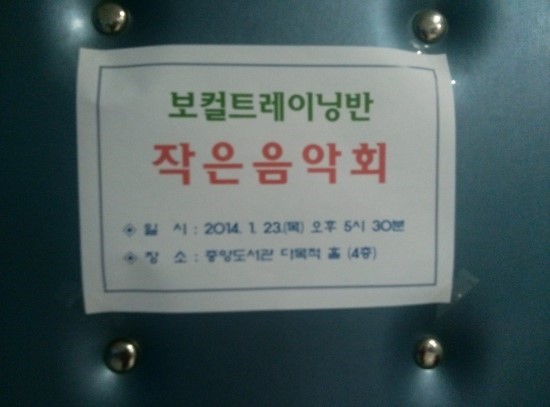 보컬트레이닝반
작은음악회
◈ 일 시 : 2014. 1. 23.(목) 오후 5시 30분
◈ 장 소 : 중앙도서관 다목적 홀 (4층)